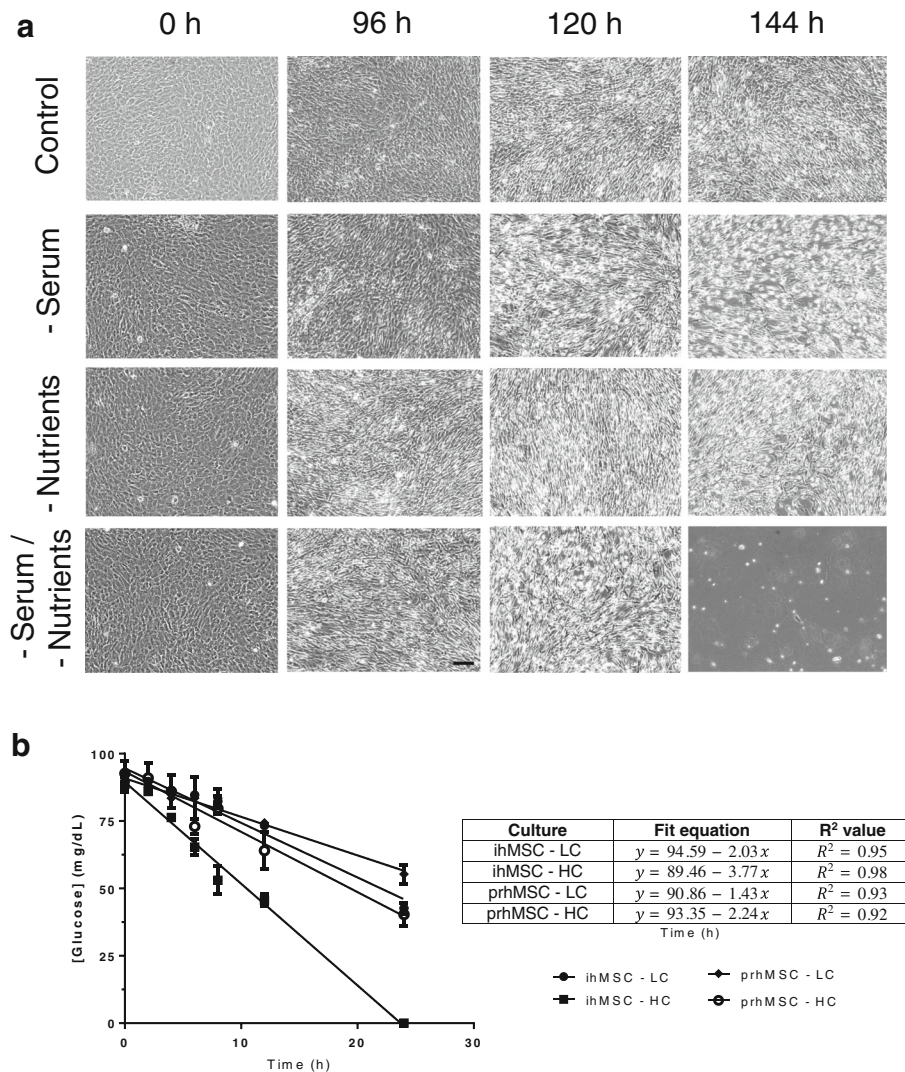 a
0 h 96 h 120 h 144 h
Control
- Serum
- Nutrients
- Serum /
- Nutrients
b
[Glucose] (mg/dL)
100
75
50
25
0
0 10 20 30
Time (h)
Culture Fit equation R² value
ihMSC - LC y = 94.59 – 2.03x R² = 0.95
ihMSC - HC y = 89.46 – 3.77x R² = 0.98
prhMSC - LC y = 90.86 – 1.43x R² = 0.93
prhMSC - HC y = 93.35 – 2.24x R² = 0.92
Time (h)
ihMSC - LC prhMSC - LC
ihMSC - HC prhMSC - HC